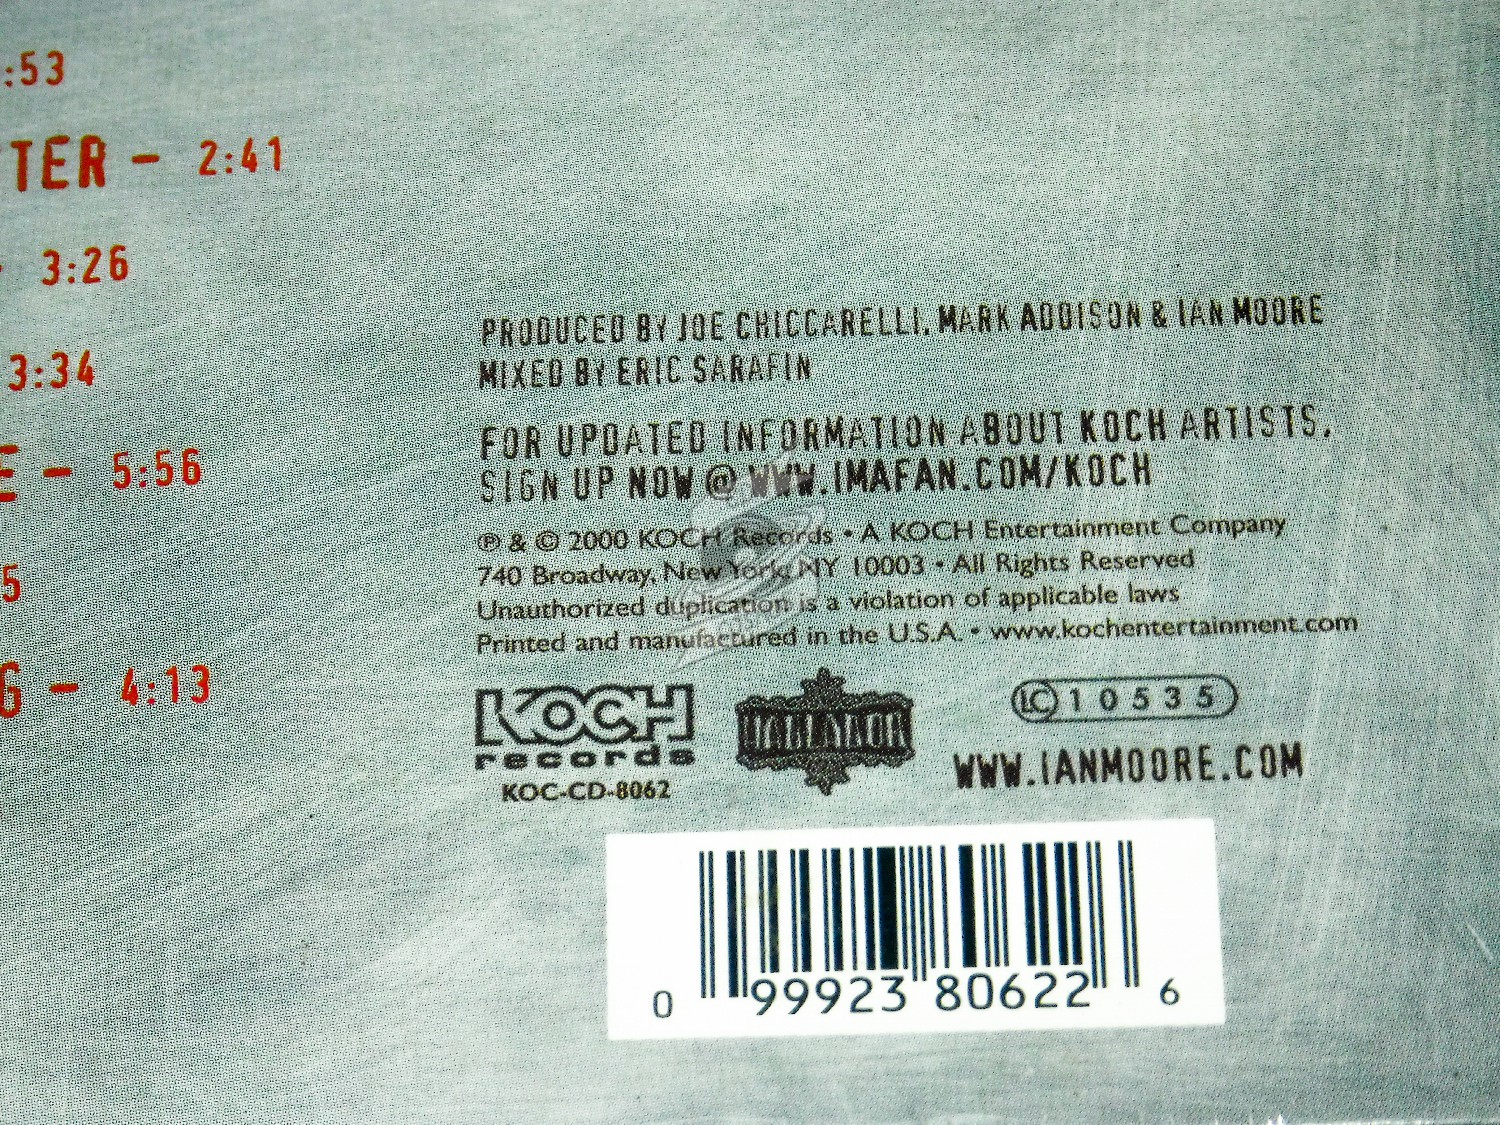 :53
TER – 2:41
3:26
3:34
E – 5:56
5
G – 4:13
PRODUCED BY JOE CHICCARELLI, MARK ADDISON & IAN MOORE
MIXED BY ERIC SARAFIN
FOR UPDATED INFORMATION ABOUT KOCH ARTISTS,
SIGN UP NOW @ WWW.IMAFAN.COM/KOCH
℗ & © 2000 KOCH Records • A KOCH Entertainment Company
740 Broadway, New York, NY 10003 • All Rights Reserved
Unauthorized duplication is a violation of applicable laws
Printed and manufactured in the U.S.A. • www.kochentertainment.com
KOCH
records
KOC-CD-8062
LC 10535
WWW.IANMOORE.COM
0 99923 80622 6